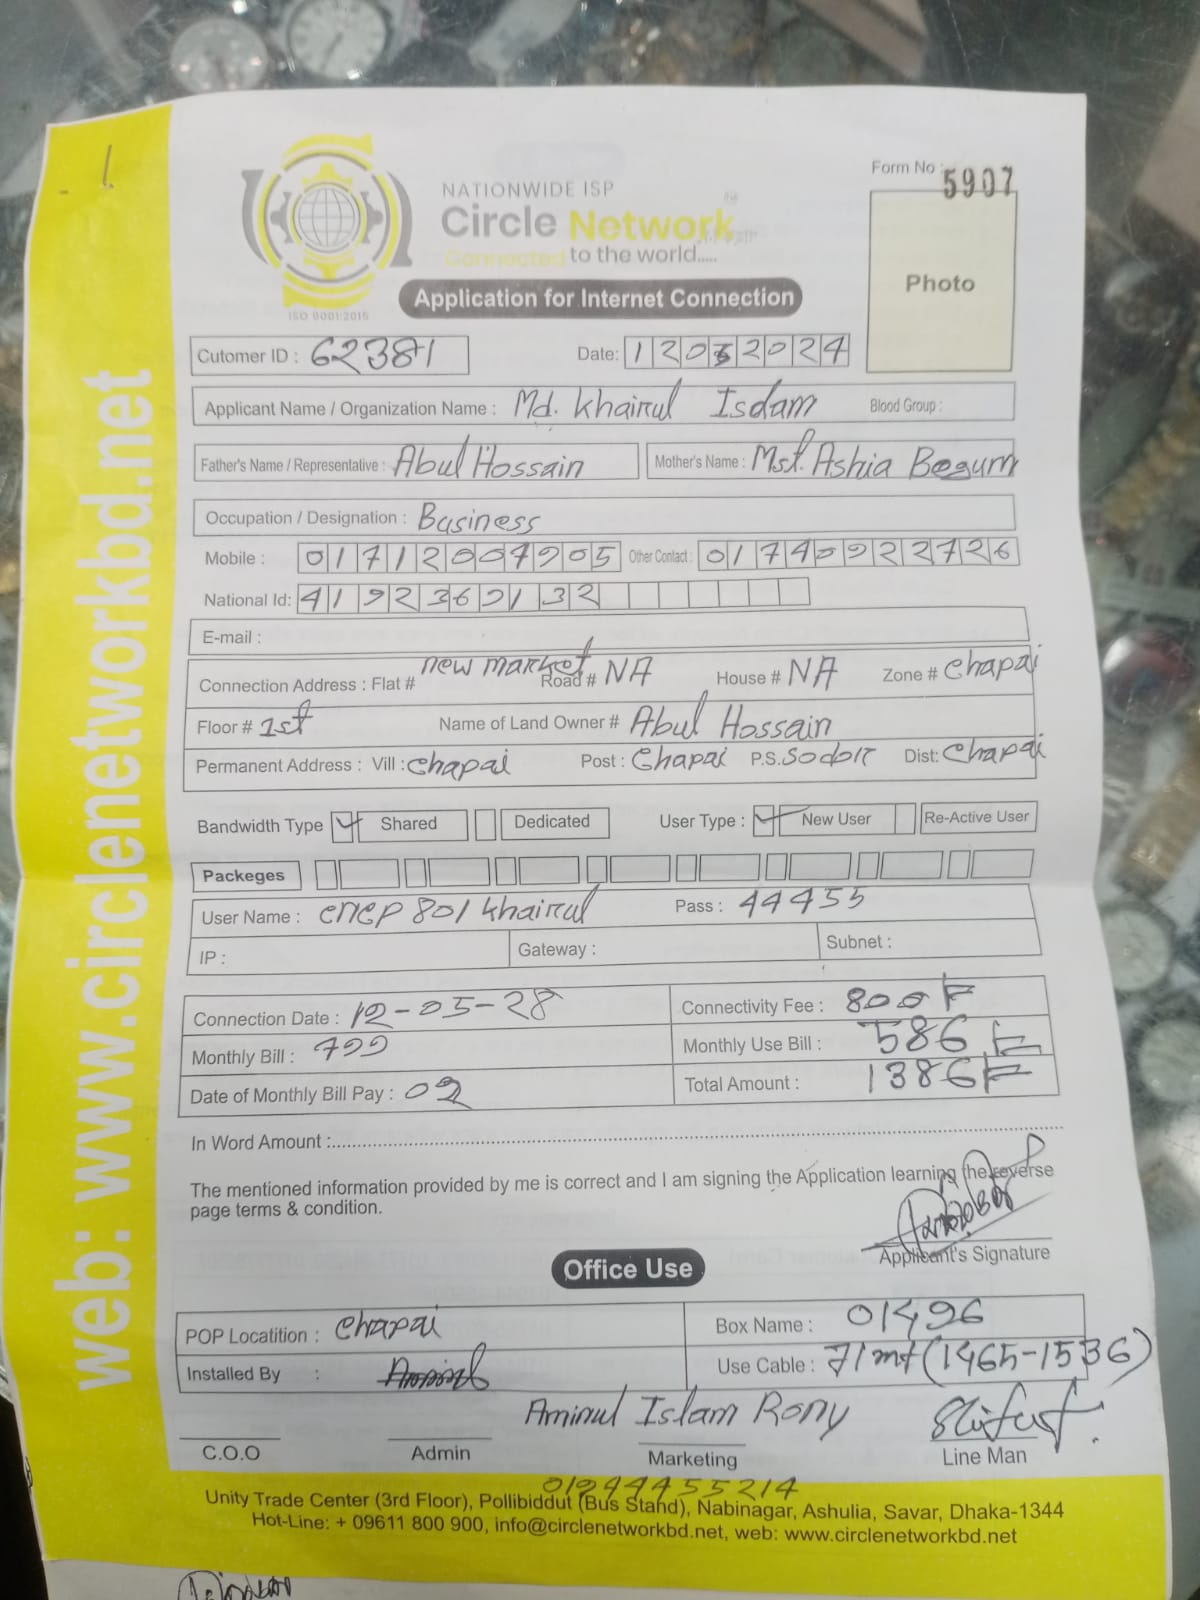 Form No 5907
NATIONWIDE ISP
Circle Network
Connected to the world.....
ISO 9001:2015
Photo
Application for Internet Connection
Cutomer ID : 62381 Date: 12032024
Applicant Name / Organization Name : Md. Khairul Isdam Blood Group :
Father's Name / Representative : Abul Hossain Mother's Name : Mst. Ashia Begum
Occupation / Designation : Business
Mobile : 01712007905 Other Contact : 01740922726
National Id: 4192360132
E-mail :
Connection Address : Flat # new market Road # NA House # NA Zone # Chapai
Floor # 1st Name of Land Owner # Abul Hossain
Permanent Address : Vill : Chapai Post : Chapai P.S. Sodor Dist: Chapai
Bandwidth Type Shared Dedicated User Type : New User Re-Active User
Packeges
User Name : cnep801khairul Pass : 44455
IP : Gateway : Subnet :
Connection Date : 12-05-28 Connectivity Fee : 800
Monthly Bill : 799 Monthly Use Bill : 586
Date of Monthly Bill Pay : 02 Total Amount : 1386
In Word Amount :
The mentioned information provided by me is correct and I am signing the Application learning the reverse
page terms & condition.
Applicant's Signature
Office Use
POP Locatition : Chapai Box Name : 01496
Installed By : Use Cable : 71mt (1465-1536)
Aminul Islam Rony
C.O.O Admin Marketing Line Man
01944455214
Unity Trade Center (3rd Floor), Pollibiddut (Bus Stand), Nabinagar, Ashulia, Savar, Dhaka-1344
Hot-Line: + 09611 800 900, info@circlenetworkbd.net, web: www.circlenetworkbd.net
web: www.circlenetworkbd.net